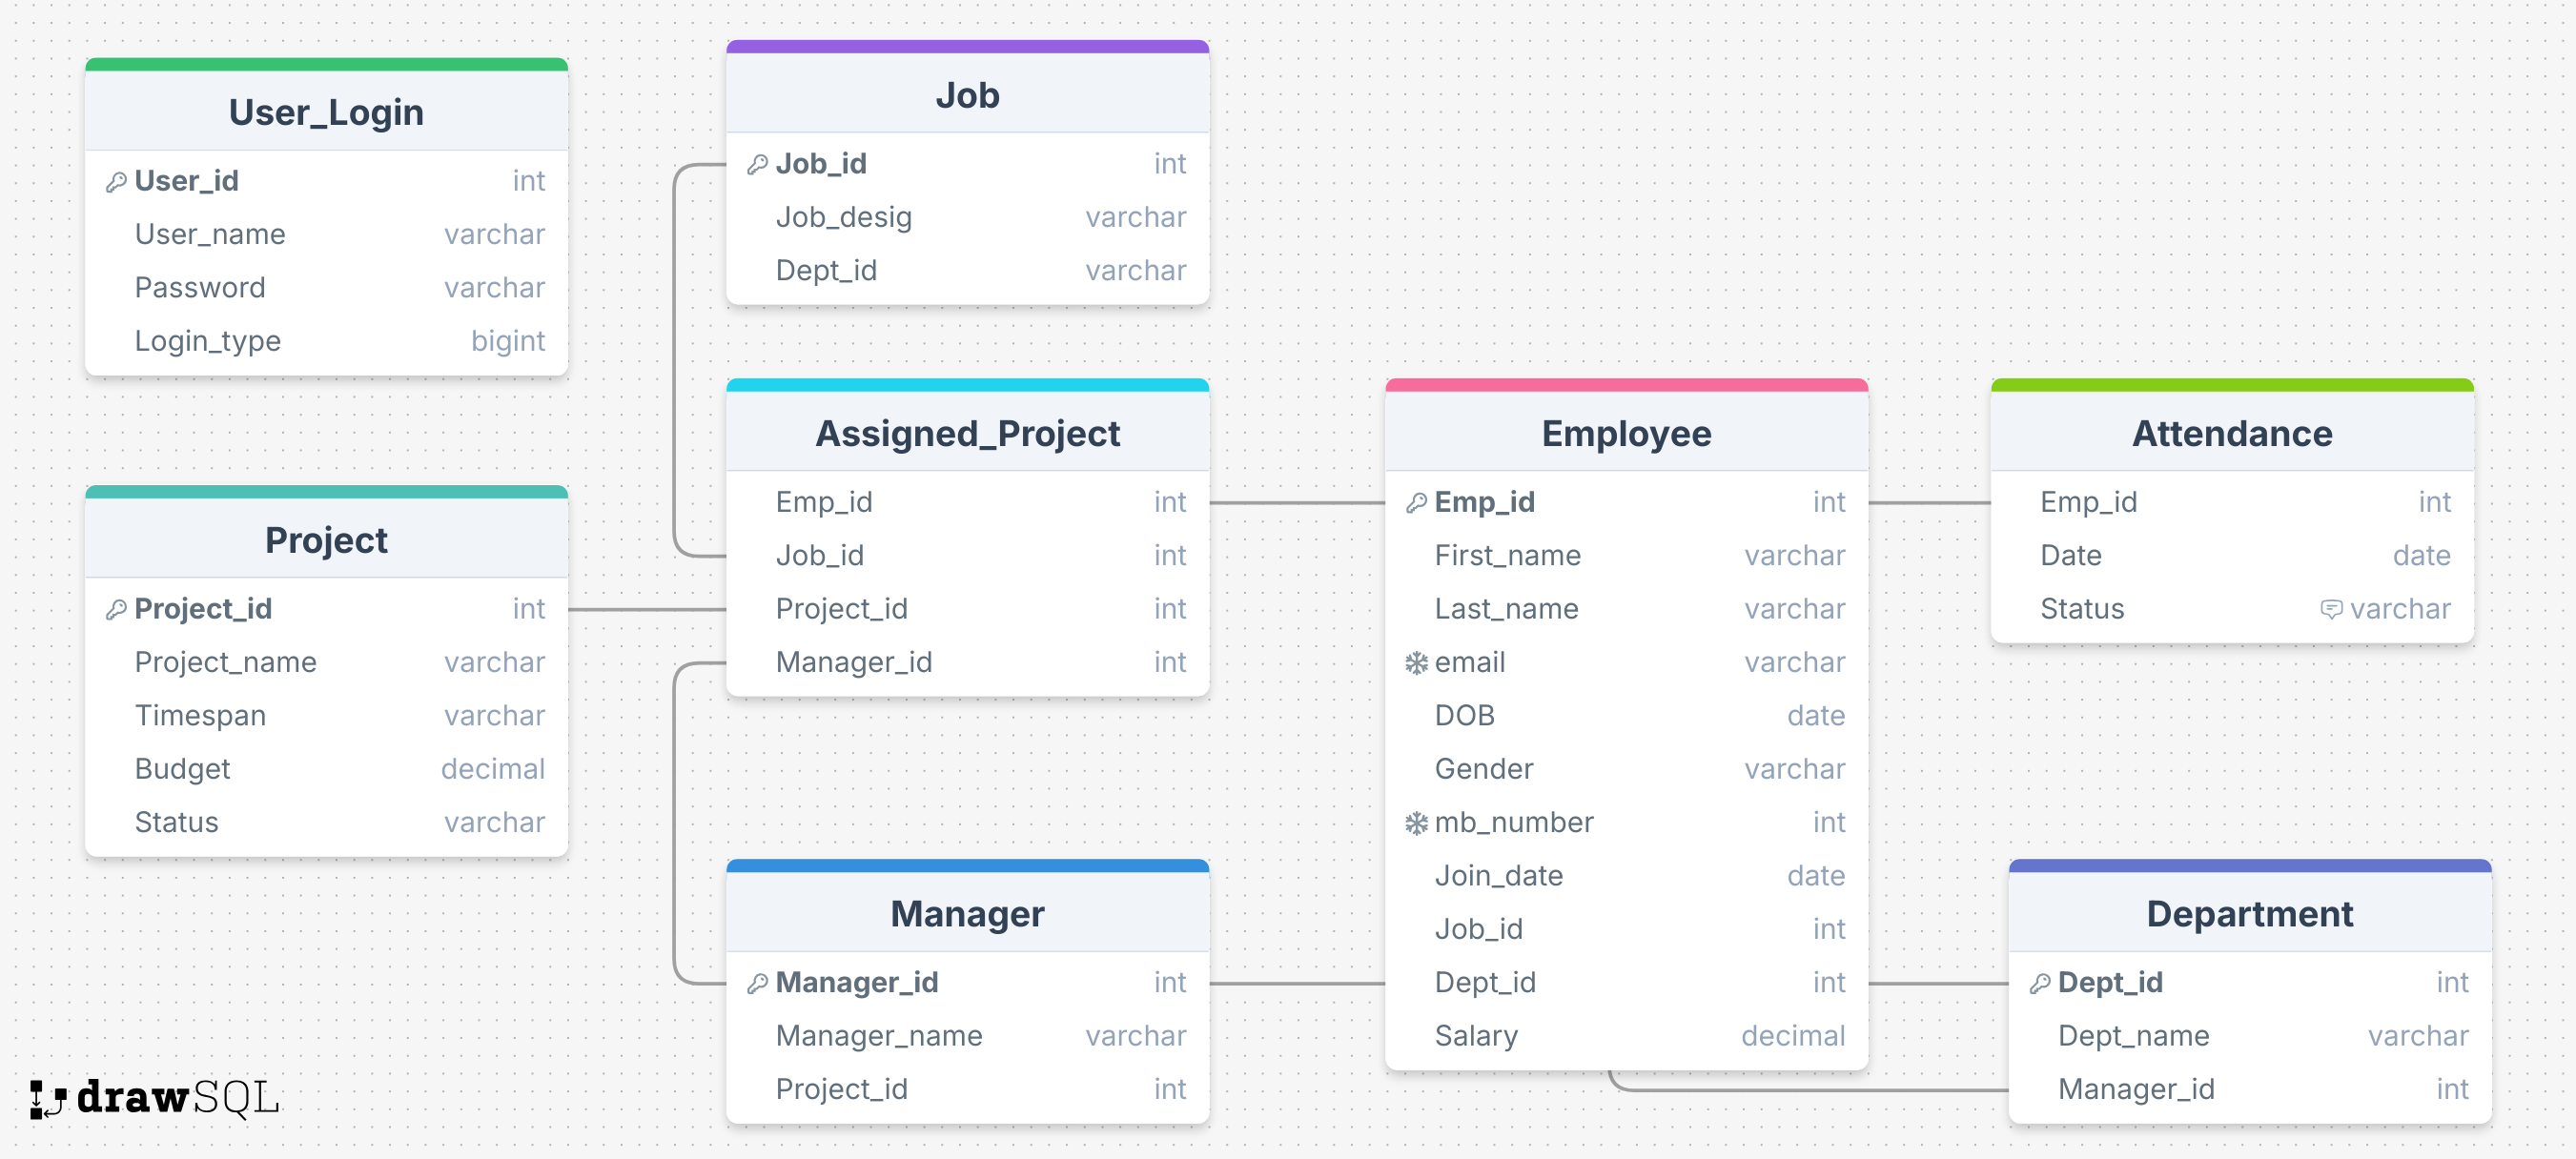 User_Login
User_id int
User_name varchar
Password varchar
Login_type bigint
Job
Job_id int
Job_desig varchar
Dept_id varchar
Project
Project_id int
Project_name varchar
Timespan varchar
Budget decimal
Status varchar
Assigned_Project
Emp_id int
Job_id int
Project_id int
Manager_id int
Employee
Emp_id int
First_name varchar
Last_name varchar
email varchar
DOB date
Gender varchar
mb_number int
Join_date date
Job_id int
Dept_id int
Salary decimal
Attendance
Emp_id int
Date date
Status varchar
Manager
Manager_id int
Manager_name varchar
Project_id int
Department
Dept_id int
Dept_name varchar
Manager_id int
drawSQL